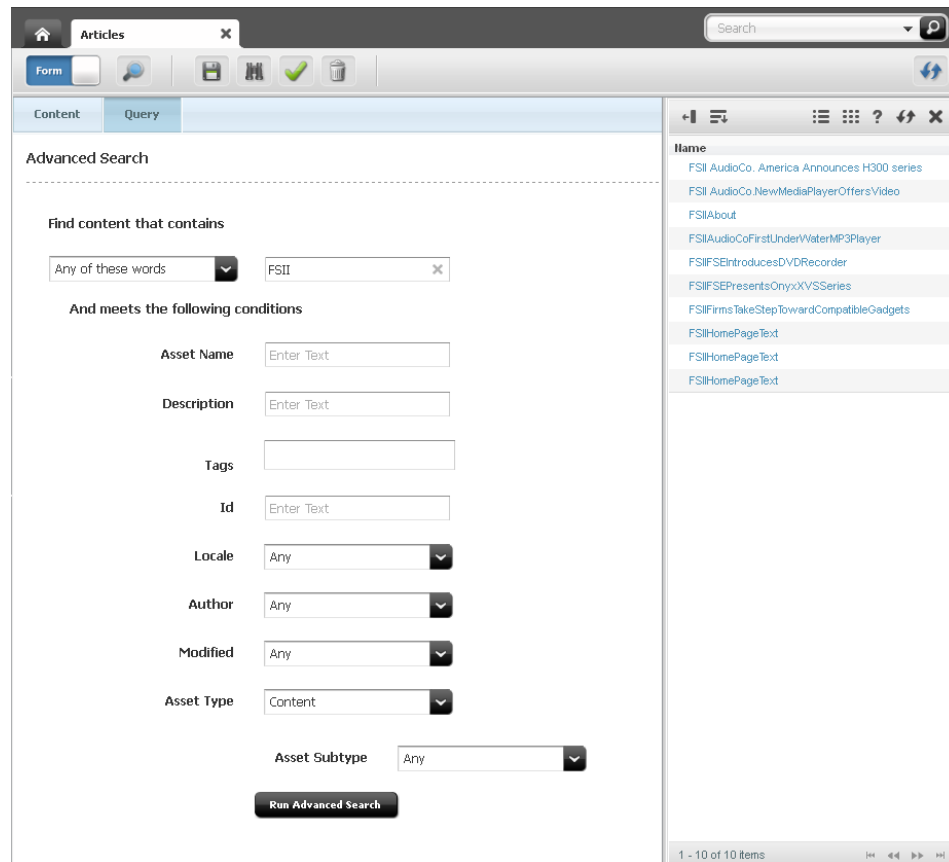 Articles
Search
Form
Content
Query
Advanced Search
Find content that contains
Any of these words
FSII
And meets the following conditions
Asset Name
Enter Text
Description
Enter Text
Tags
Id
Enter Text
Locale
Any
Author
Any
Modified
Any
Asset Type
Content
Asset Subtype
Any
Run Advanced Search
?
Name
FSII AudioCo. America Announces H300 series
FSII AudioCo.NewMediaPlayerOffersVideo
FSIIAbout
FSIIAudioCoFirstUnderWaterMP3Player
FSIIFSEIntroducesDVDRecorder
FSIIFSEPresentsOnyxXVSSeries
FSIIFirmsTakeStepTowardCompatibleGadgets
FSIIHomePageText
FSIIHomePageText
FSIIHomePageText
1 - 10 of 10 items